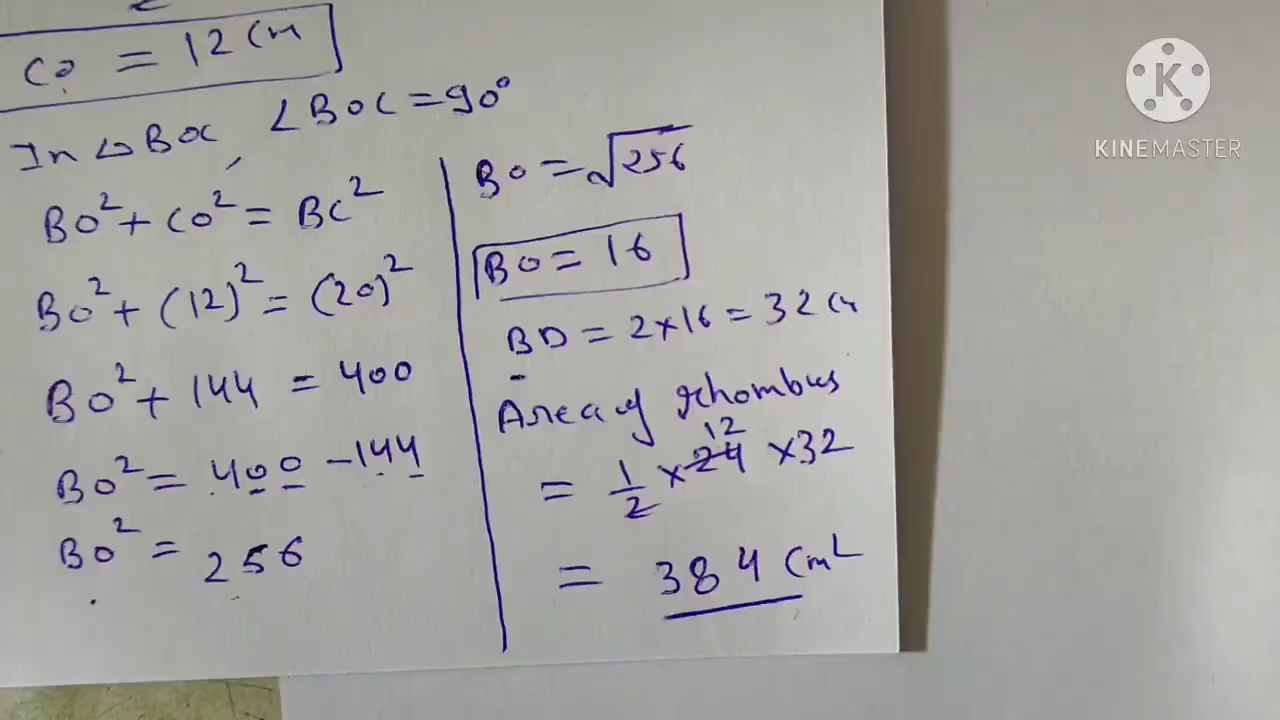 CO = 12 Cm
In △BOC, ∠BOC = 90°
BO² + CO² = BC²
BO² + (12)² = (20)²
BO² + 144 = 400
BO² = 400 - 144
BO² = 256
BO = √256
BO = 16
BD = 2×16 = 32 C
Area of rhombus
12
= 1/2 × 24 × 32
= 384 Cm²
K
KINEMASTER